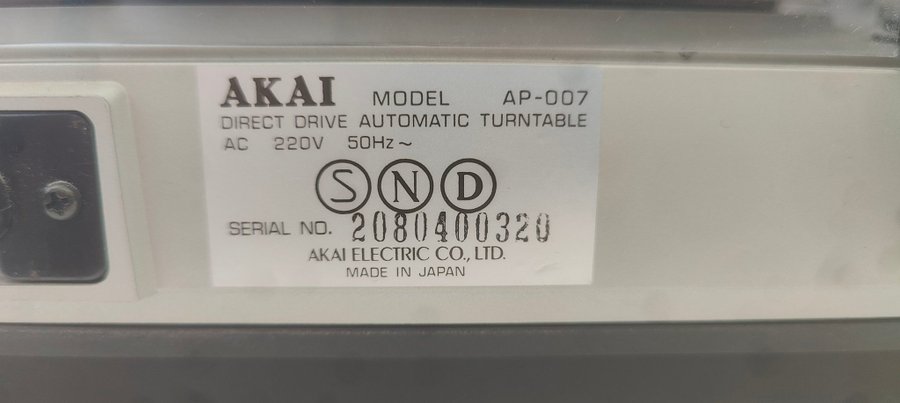 AKAI MODEL AP-007
DIRECT DRIVE AUTOMATIC TURNTABLE
AC 220V 50Hz ~
S N D
SERIAL NO. 2080400320
AKAI ELECTRIC CO., LTD.
MADE IN JAPAN